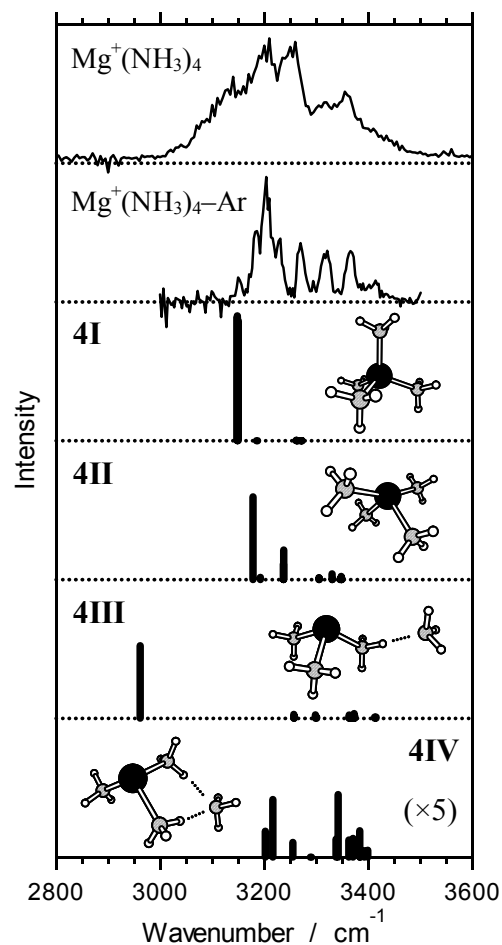 Mg⁺(NH₃)₄
Mg⁺(NH₃)₄–Ar
4I
4II
4III
4IV
(×5)
Intensity
2800 3000 3200 3400 3600
Wavenumber / cm⁻¹